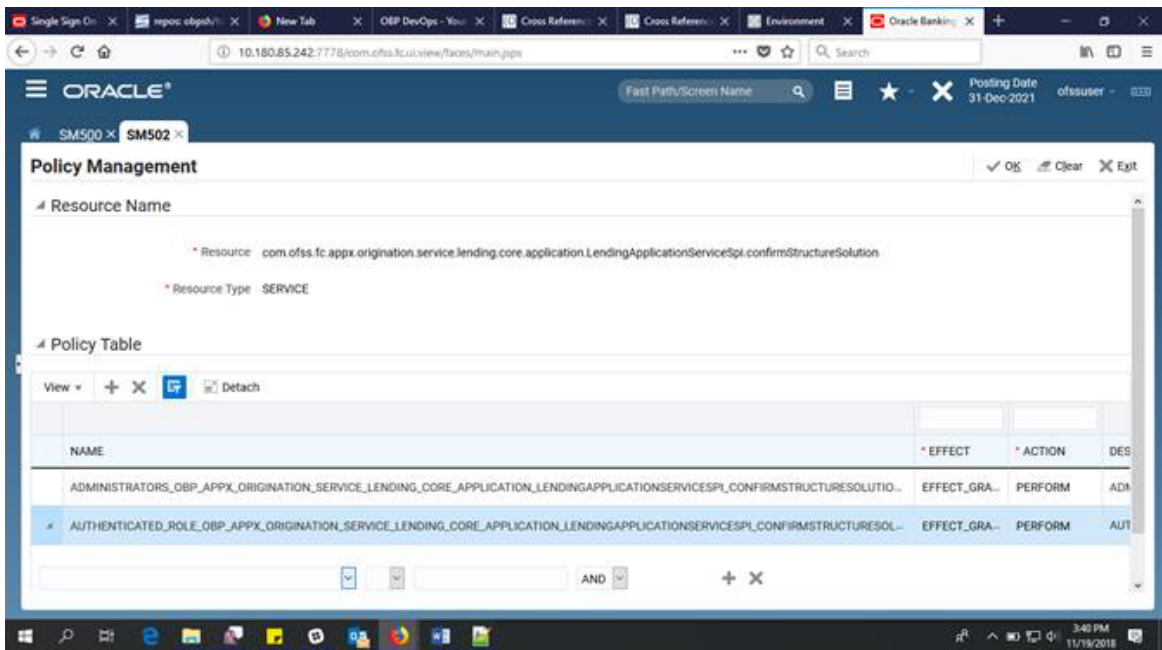 Single Sign On
repos: obpsh/
New Tab
OBP DevOps - Your
Cross Reference
Cross Reference
Environment
Oracle Banking
10.180.85.242:7778/com.ofss.fc.ui.view/faces/main.jspx
Search
ORACLE®
Fast Path/Screen Name
Posting Date
31-Dec-2021
ofssuser
SM500 SM502
Policy Management
OK Clear Exit
Resource Name
* Resource com.ofss.fc.appx.origination.service.lending.core.application.LendingApplicationServiceSpi.confirmStructureSolution
* Resource Type SERVICE
Policy Table
View Detach
NAME * EFFECT * ACTION DES
ADMINISTRATORS_OBP_APPX_ORIGINATION_SERVICE_LENDING_CORE_APPLICATION_LENDINGAPPLICATIONSERVICESPI_CONFIRMSTRUCTURESOLUTIO... EFFECT_GRA... PERFORM ADM
AUTHENTICATED_ROLE_OBP_APPX_ORIGINATION_SERVICE_LENDING_CORE_APPLICATION_LENDINGAPPLICATIONSERVICESPI_CONFIRMSTRUCTURESOL... EFFECT_GRA... PERFORM AUT
AND
3:40 PM
11/19/2018